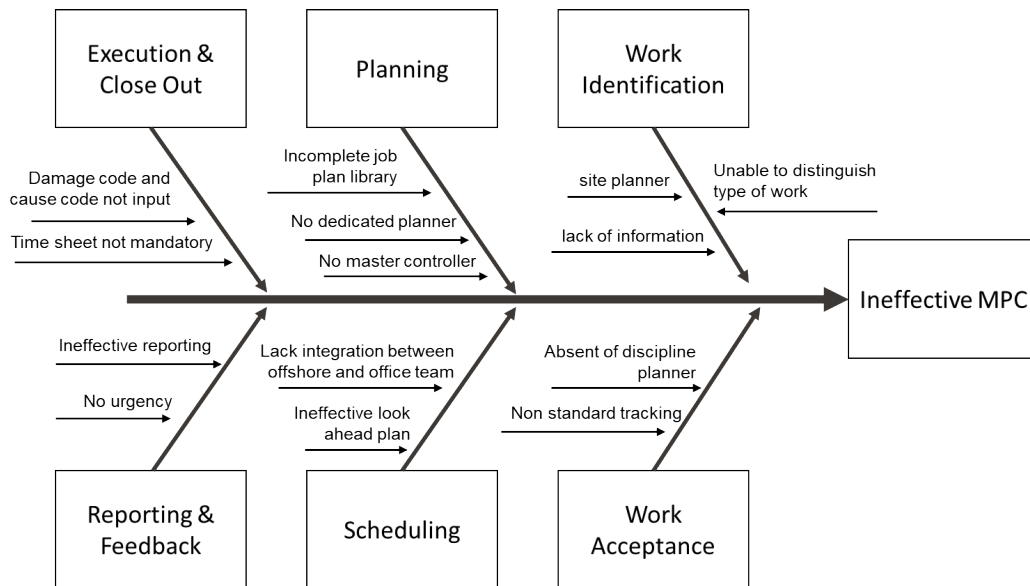 Execution &
Close Out
Planning
Work
Identification
Damage code and
cause code not input
Time sheet not mandatory
Incomplete job
plan library
No dedicated planner
No master controller
site planner
Unable to distinguish
type of work
lack of information
Ineffective MPC
Ineffective reporting
No urgency
Lack integration between
offshore and office team
Ineffective look
ahead plan
Absent of discipline
planner
Non standard tracking
Reporting &
Feedback
Scheduling
Work
Acceptance